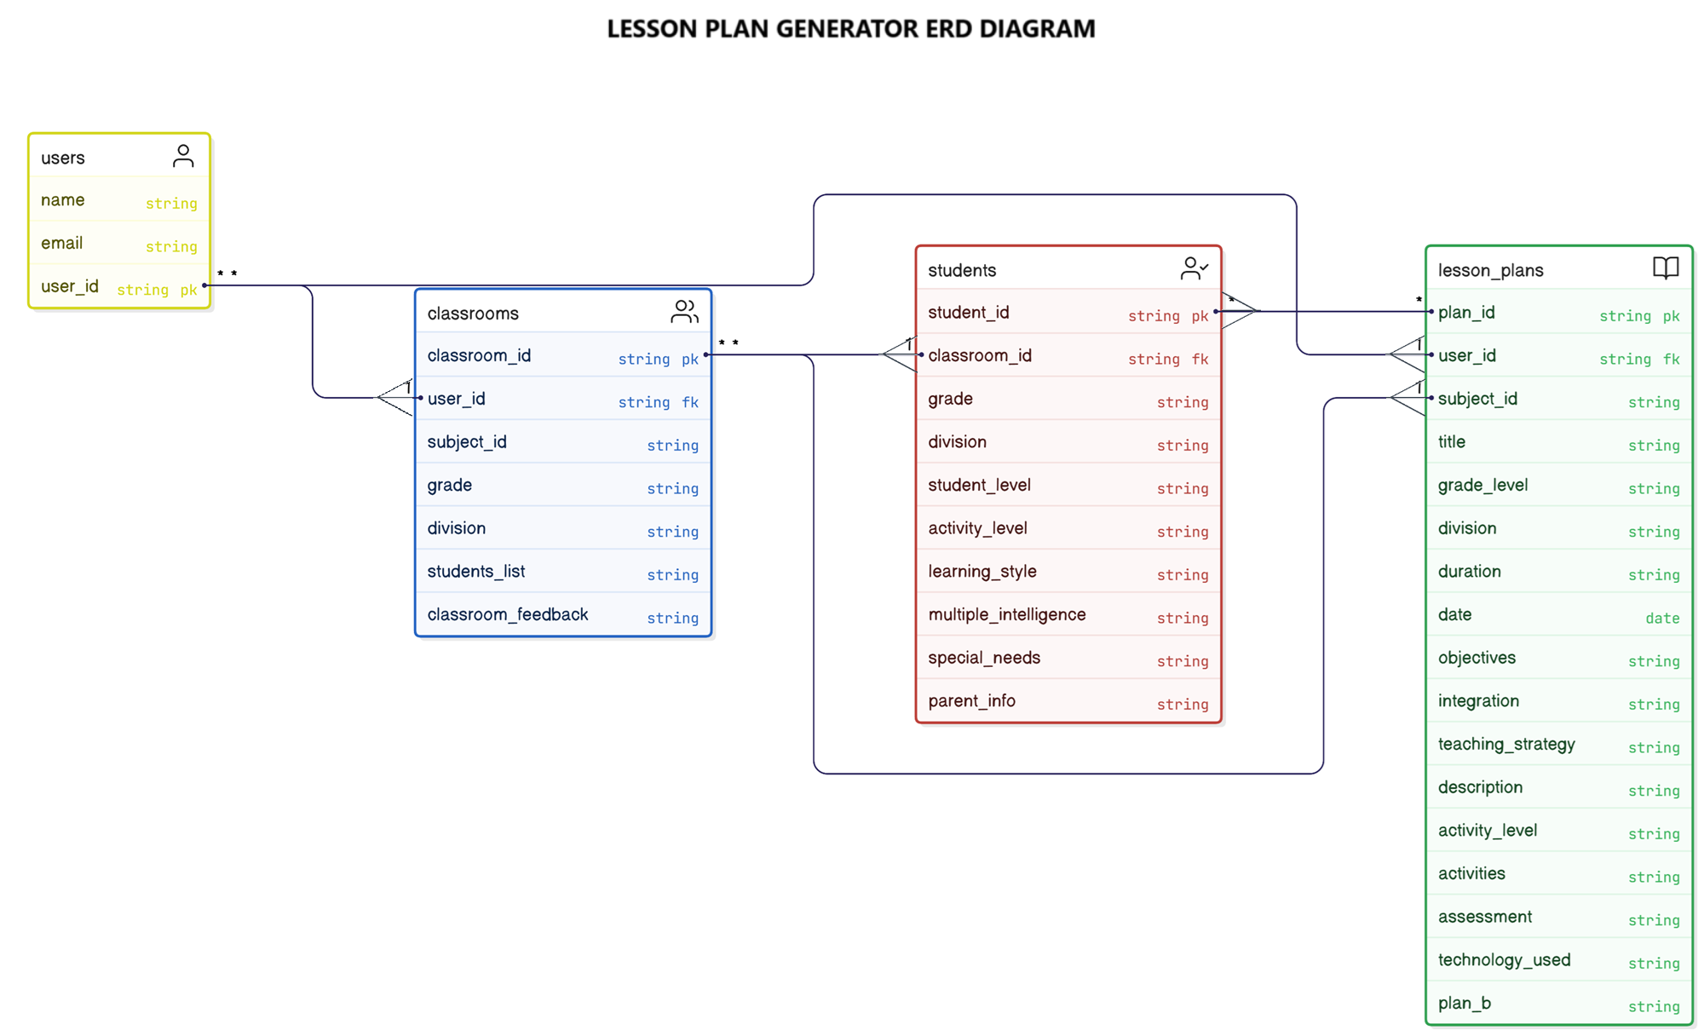 LESSON PLAN GENERATOR ERD DIAGRAM
users
name string
email string
user_id string pk
* *
classrooms
classroom_id string pk
* *
user_id string fk
1
subject_id string
grade string
division string
students_list string
classroom_feedback string
students
student_id string pk
*
classroom_id string fk
1
grade string
division string
student_level string
activity_level string
learning_style string
multiple_intelligence string
special_needs string
parent_info string
lesson_plans
*
plan_id string pk
1
user_id string fk
1
subject_id string
title string
grade_level string
division string
duration string
date date
objectives string
integration string
teaching_strategy string
description string
activity_level string
activities string
assessment string
technology_used string
plan_b string